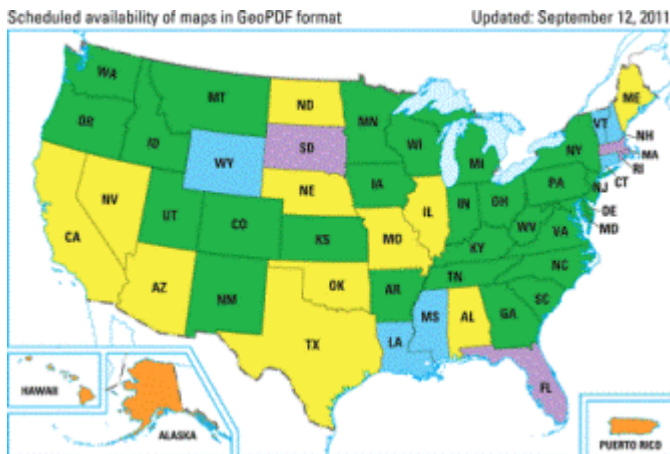 Scheduled availability of maps in GeoPDF format Updated: September 12, 2011
WA
MT
ND
MN
ME
VT
NH
OR
ID
WY
SD
WI
MI
NY
MA
RI
CT
NV
NE
IA
PA
NJ
CA
UT
CO
KS
MO
IL
IN
OH
WV
VA
DE
MD
KY
AZ
NM
OK
AR
TN
NC
SC
TX
LA
MS
AL
GA
FL
HAWAII
ALASKA
PUERTO RICO